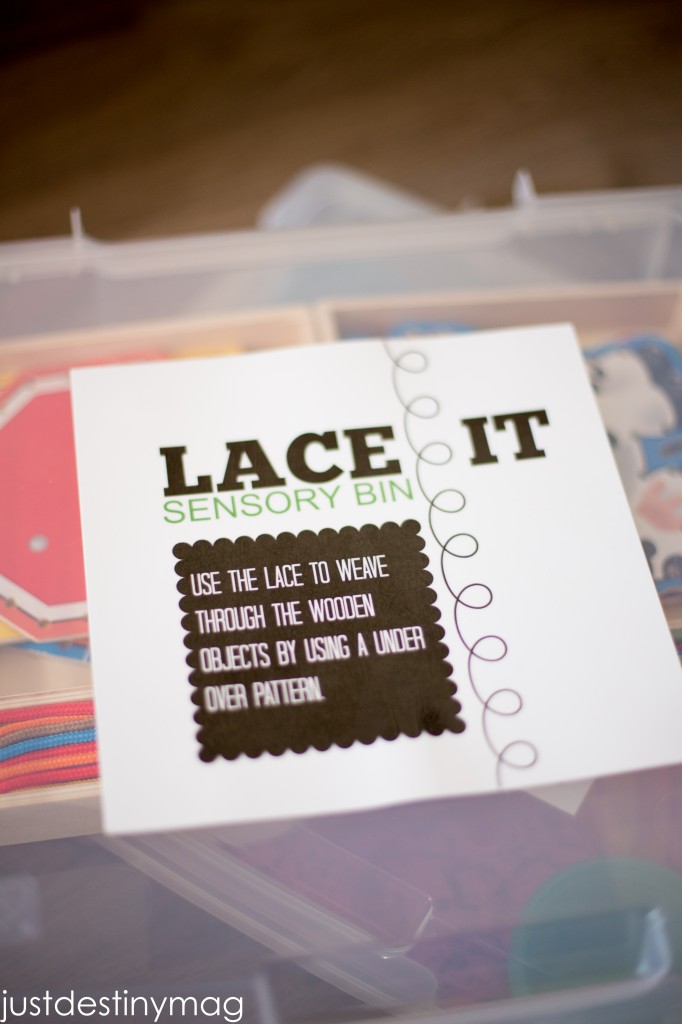 LACE IT
SENSORY BIN
USE THE LACE TO WEAVE
THROUGH THE WOODEN
OBJECTS BY USING A UNDER
OVER PATTERN.
justdestinymag